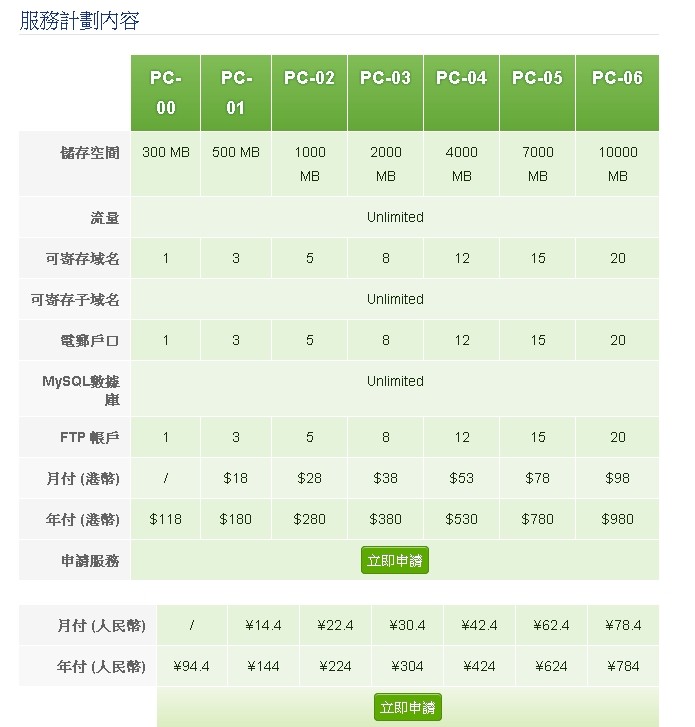 服務計劃內容
PC-00 PC-01 PC-02 PC-03 PC-04 PC-05 PC-06
儲存空間 300 MB 500 MB 1000 MB 2000 MB 4000 MB 7000 MB 10000 MB
流量 Unlimited
可寄存域名 1 3 5 8 12 15 20
可寄存子域名 Unlimited
電郵戶口 1 3 5 8 12 15 20
MySQL數據庫 Unlimited
FTP 帳戶 1 3 5 8 12 15 20
月付 (港幣) / $18 $28 $38 $53 $78 $98
年付 (港幣) $118 $180 $280 $380 $530 $780 $980
申請服務 立即申請
月付 (人民幣) / ¥14.4 ¥22.4 ¥30.4 ¥42.4 ¥62.4 ¥78.4
年付 (人民幣) ¥94.4 ¥144 ¥224 ¥304 ¥424 ¥624 ¥784
立即申請